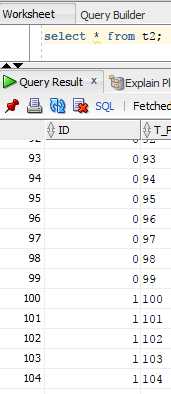 Worksheet Query Builder
select * from t2;
Query Result x Explain Pl
SQL | Fetched
ID T_P
92 0 92
93 0 93
94 0 94
95 0 95
96 0 96
97 0 97
98 0 98
99 0 99
100 1 100
101 1 101
102 1 102
103 1 103
104 1 104